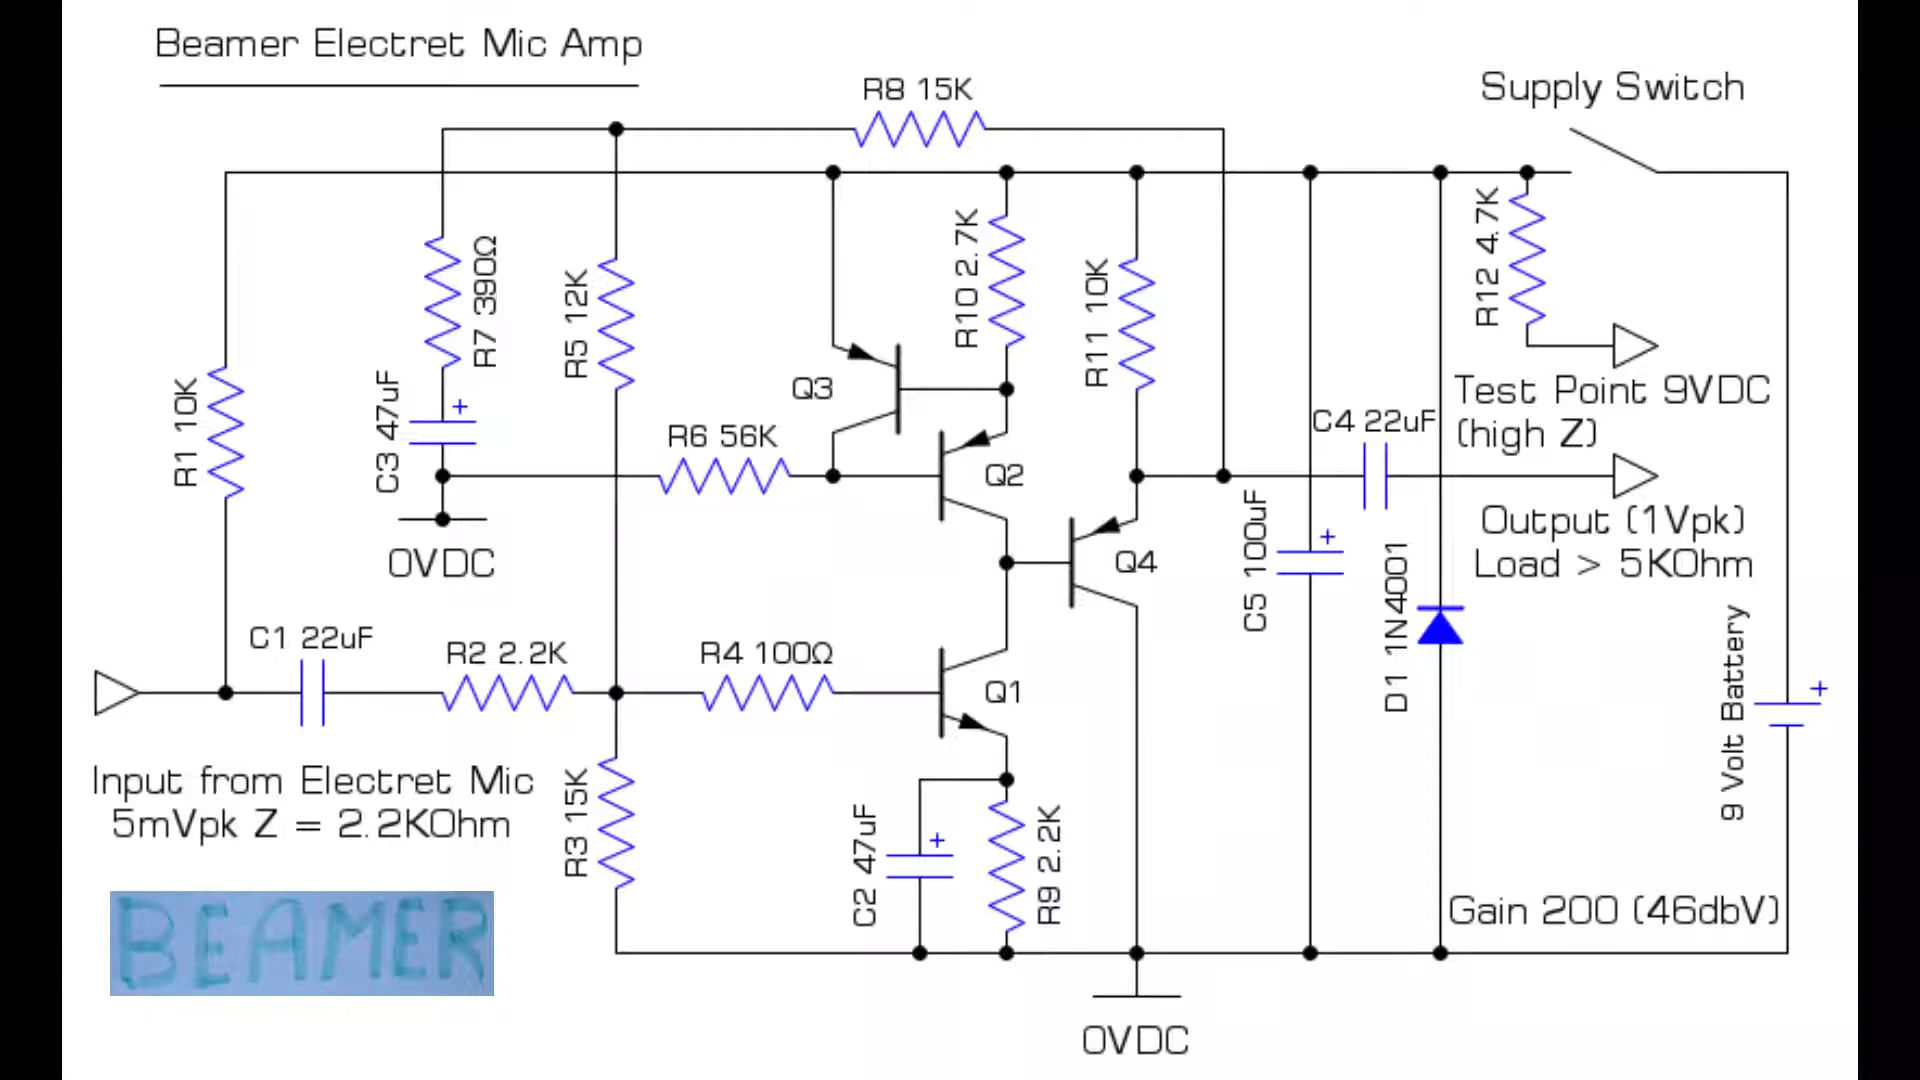 Beamer Electret Mic Amp
R8 15K
Supply Switch
R12 4.7K
R10 2.7K
R7 390Ω
R5 12K
R11 10K
Q3
Test Point 9VDC
(high Z)
R1 10K
C3 47uF
+
R6 56K
C4 22uF
Q2
0VDC
Q4
C5 100uF
+
Output (1Vpk)
Load > 5KOhm
D1 1N4001
C1 22uF
R2 2.2K
R4 100Ω
Q1
9 Volt Battery
+
Input from Electret Mic
5mVpk Z = 2.2KOhm
R3 15K
C2 47uF
+
R9 2.2K
BEAMER
Gain 200 (46dbV)
0VDC